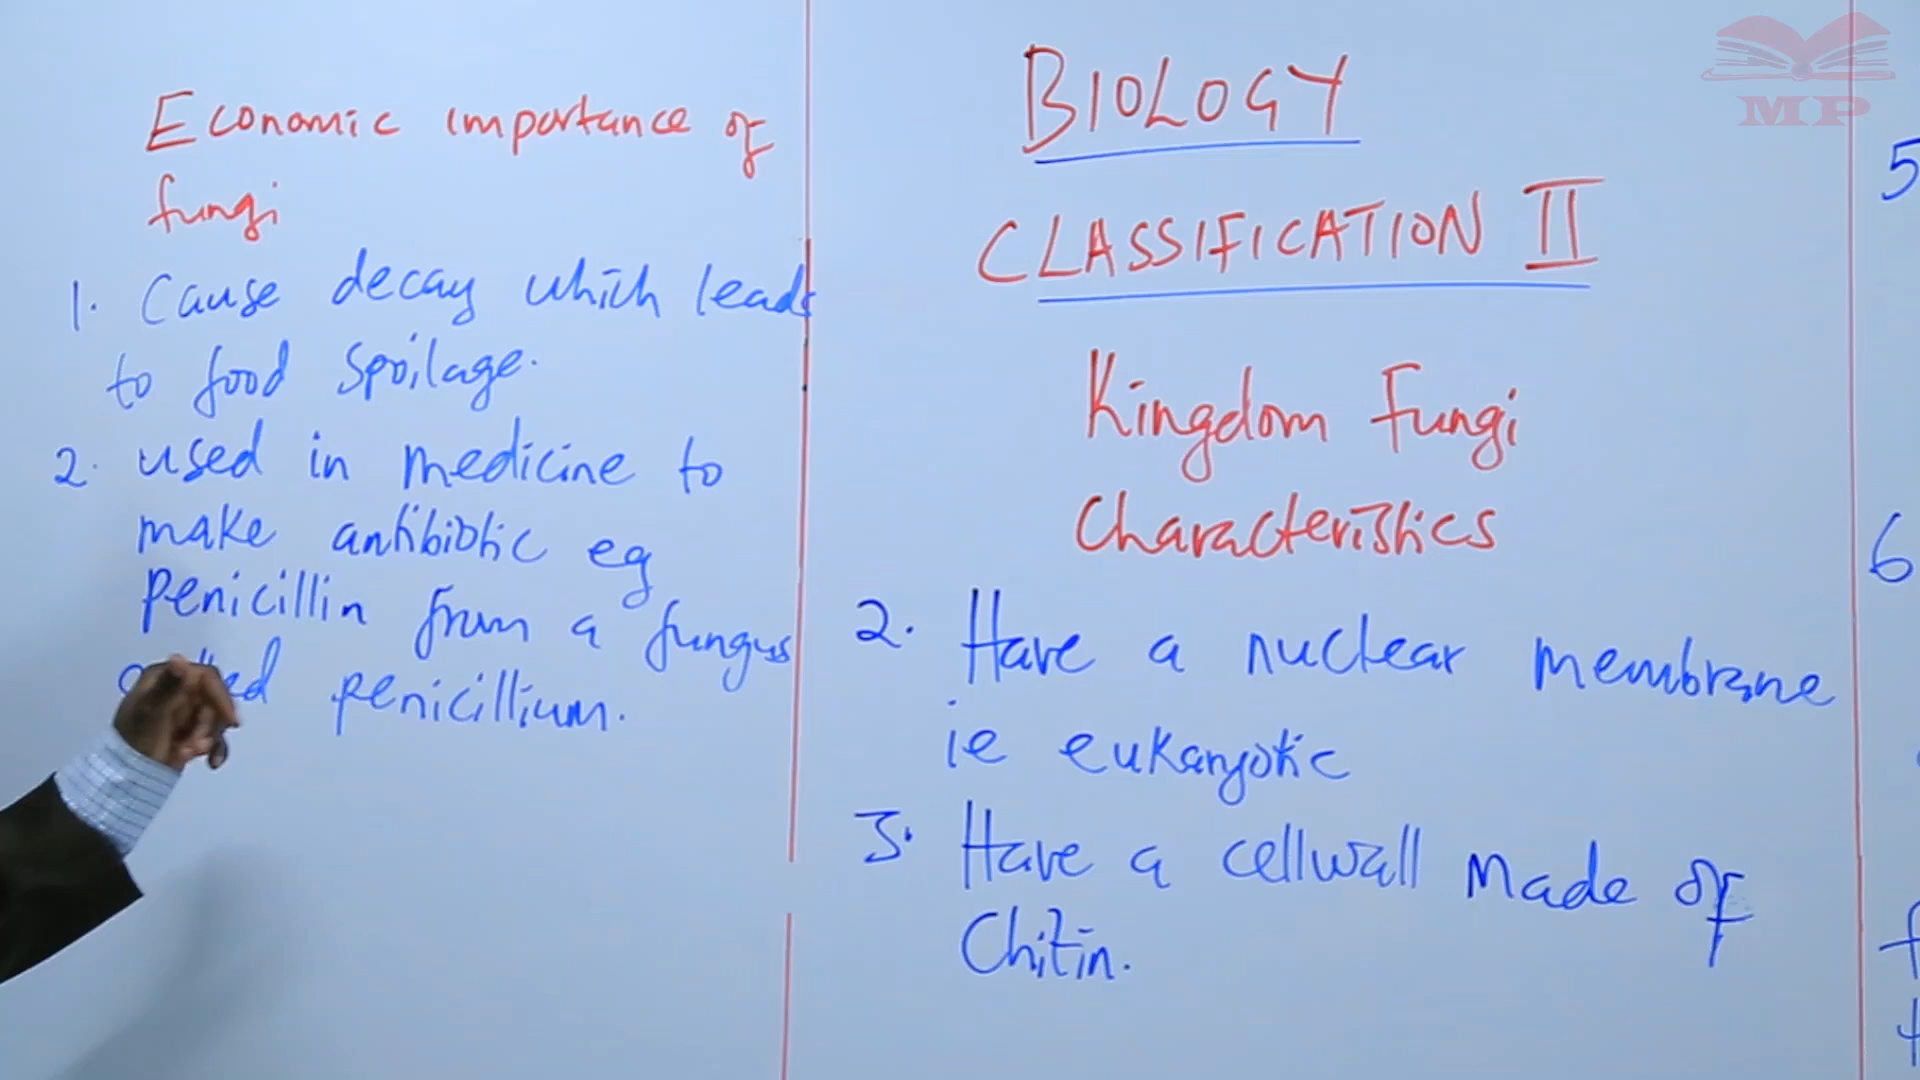 Economic importance of
fungi
1. Cause decay which leads
to food spoilage.
2. used in medicine to
make antibiotic eg
penicillin from a fungus
penicillium.
BIOLOGY
CLASSIFICATION II
Kingdom Fungi
Characteristics
2. Have a nuclear membrane
ie eukaryotic
3. Have a cellwall made of
Chitin.
MP
5
6